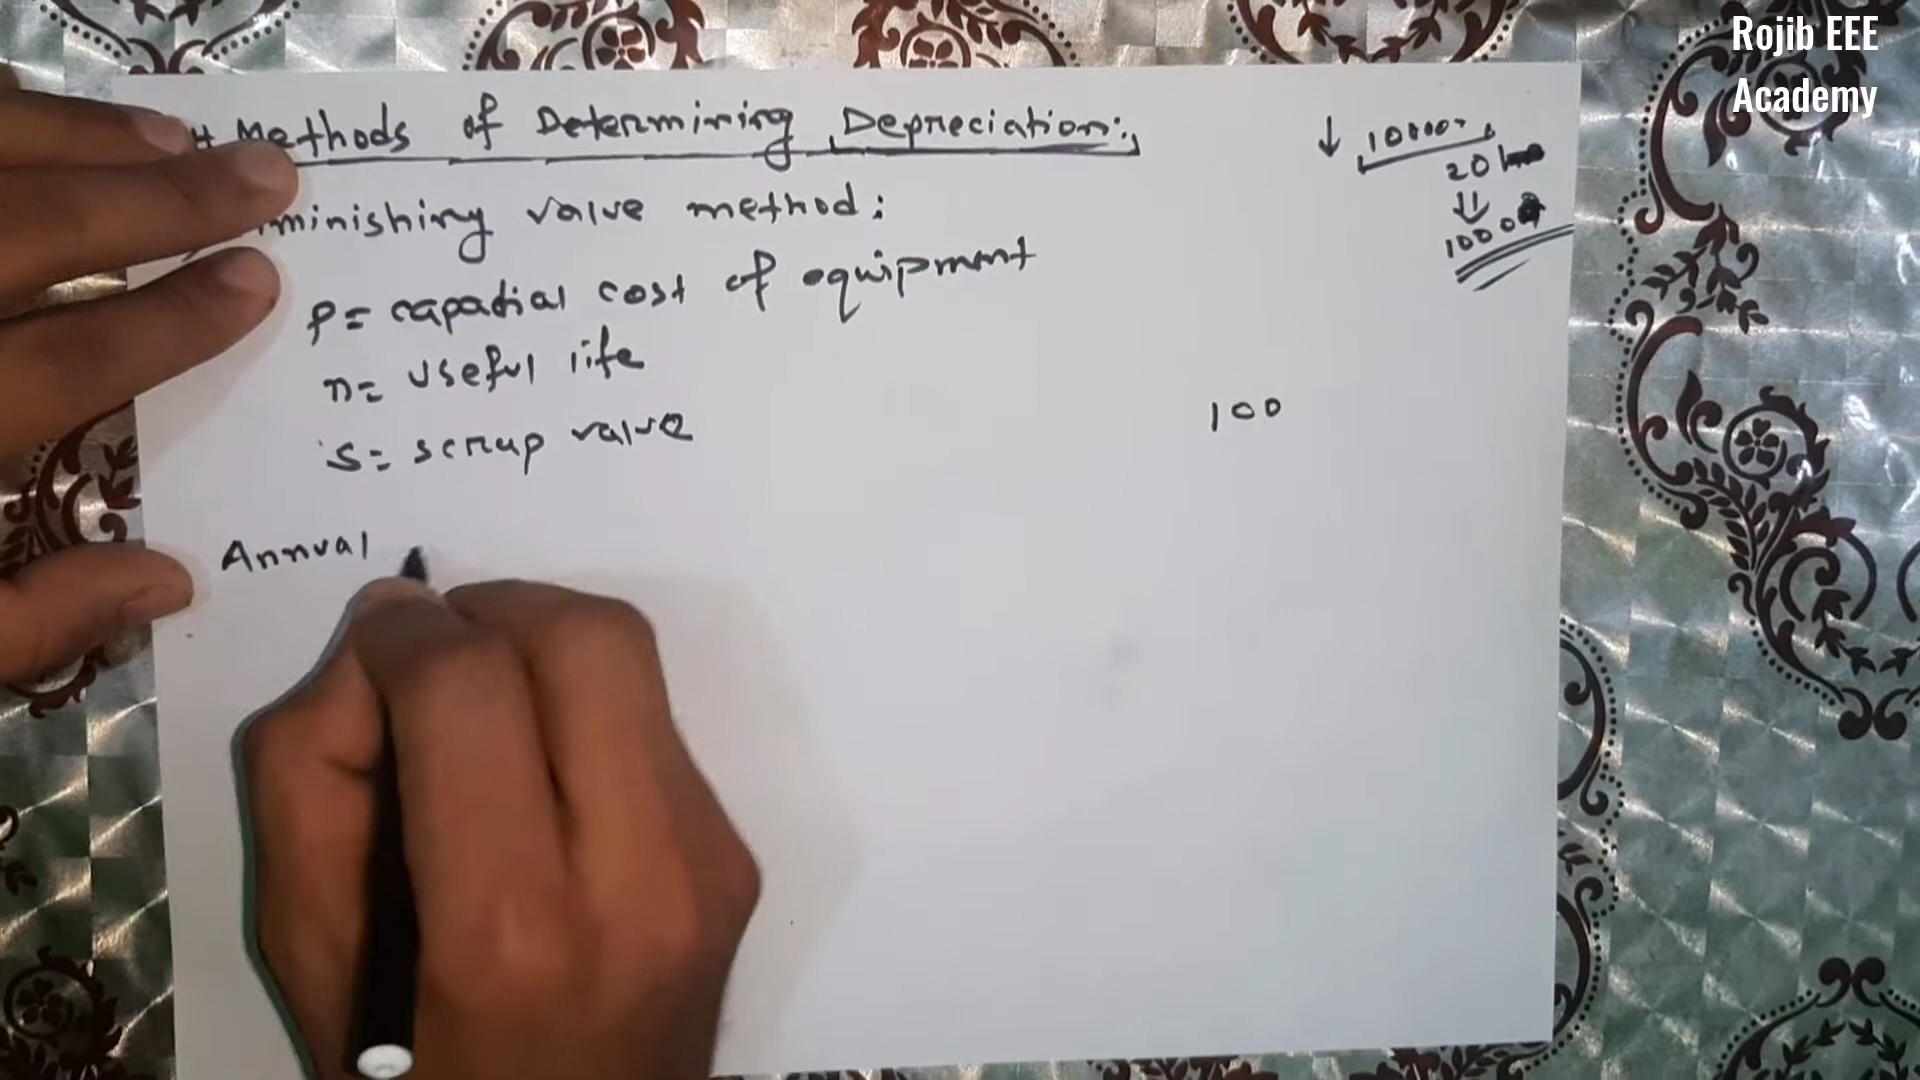 Rojib EEE
Academy
Methods of Determining Depreciation:
minishing value method:
P= capatial cost of equipment
n= useful life
s= scrap value
Annual
↓ 10000
20
⇓
1000
100